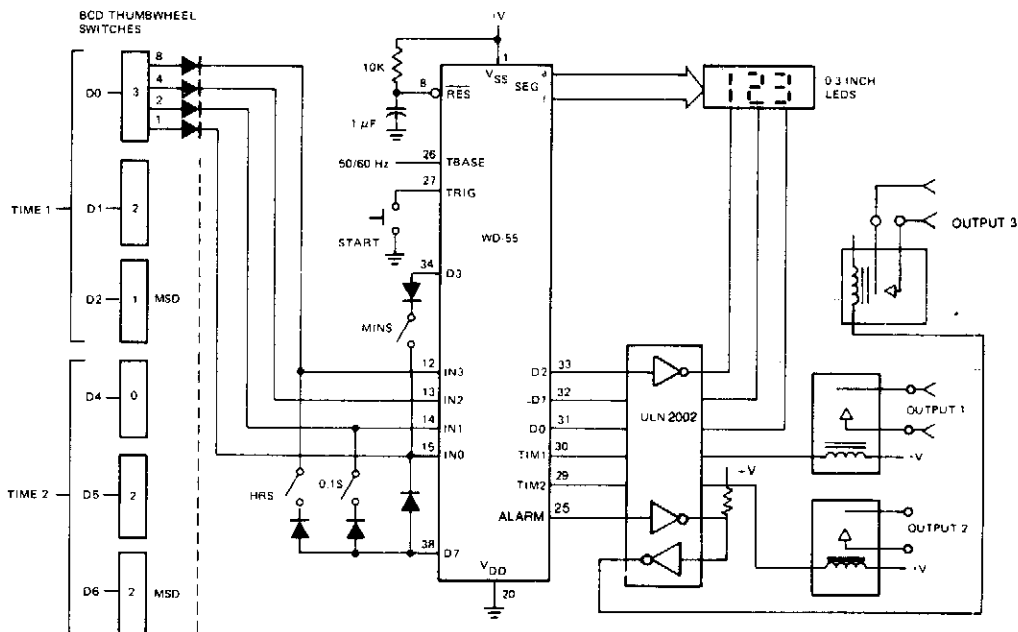 BCD THUMBWHEEL
SWITCHES
TIME 1
D0
3
8
4
2
1
D1
2
D2
1
MSD
TIME 2
D4
0
D5
2
D6
2
MSD
+V
10K
8
1 µF
50/60 Hz
26
27
START
34
MINS
12
13
14
15
HRS
0.1S
38
1
VSS
SEG
a
f
RES
TBASE
TRIG
WD-55
D3
IN3
IN2
IN1
IN0
D7
VDD
20
D2
33
D1
32
D0
31
TIM1
30
TIM2
29
ALARM
25
ULN 2002
+V
123
0.3 INCH
LEDS
OUTPUT 3
OUTPUT 1
+V
OUTPUT 2
+V